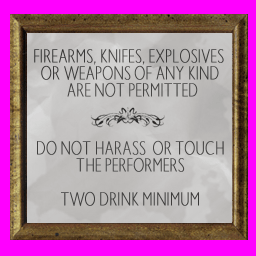 FIREARMS, KNIFES, EXPLOSIVES
OR WEAPONS OF ANY KIND
ARE NOT PERMITTED
DO NOT HARASS OR TOUCH
THE PERFORMERS
TWO DRINK MINIMUM